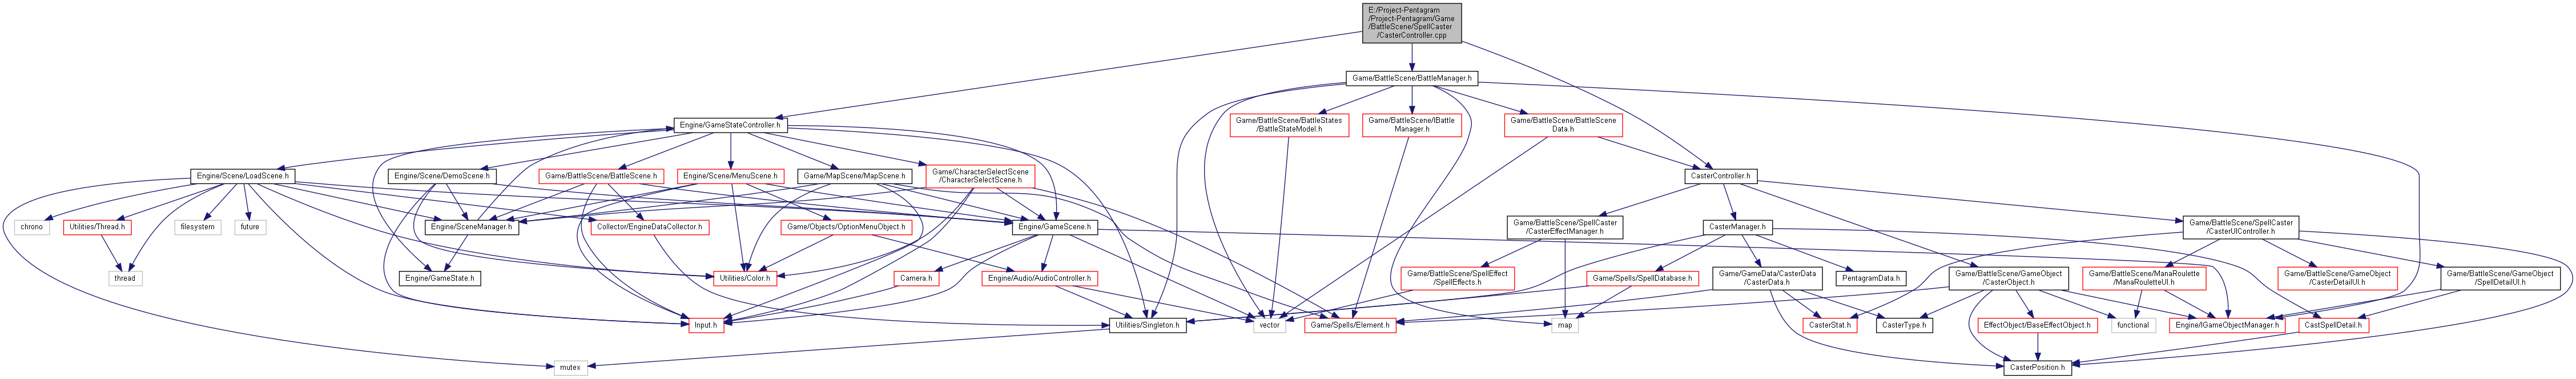 E:/Project-Pentagram
/Project-Pentagram/Game
/BattleScene/SpellCaster
/CasterController.cpp
Game/BattleScene/BattleManager.h
Engine/GameStateController.h
Game/BattleScene/BattleStates
/BattleStateModel.h
Game/BattleScene/IBattle
Manager.h
Game/BattleScene/BattleScene
Data.h
Engine/Scene/LoadScene.h
Engine/Scene/DemoScene.h
Game/BattleScene/BattleScene.h
Engine/Scene/MenuScene.h
Game/MapScene/MapScene.h
Game/CharacterSelectScene
/CharacterSelectScene.h
CasterController.h
chrono
Utilities/Thread.h
filesystem
future
Engine/SceneManager.h
Collector/EngineDataCollector.h
Game/Objects/OptionMenuObject.h
Engine/GameScene.h
Game/BattleScene/SpellCaster
/CasterEffectManager.h
CasterManager.h
Game/BattleScene/SpellCaster
/CasterUIController.h
thread
Engine/GameState.h
Utilities/Color.h
Camera.h
Engine/Audio/AudioController.h
Game/BattleScene/SpellEffect
/SpellEffects.h
Game/Spells/SpellDatabase.h
Game/GameData/CasterData
/CasterData.h
PentagramData.h
Game/BattleScene/GameObject
/CasterObject.h
Game/BattleScene/ManaRoulette
/ManaRouletteUI.h
Game/BattleScene/GameObject
/CasterDetailUI.h
Game/BattleScene/GameObject
/SpellDetailUI.h
Input.h
Utilities/Singleton.h
vector
Game/Spells/Element.h
map
CasterStat.h
CasterType.h
EffectObject/BaseEffectObject.h
functional
Engine/IGameObjectManager.h
CastSpellDetail.h
mutex
CasterPosition.h